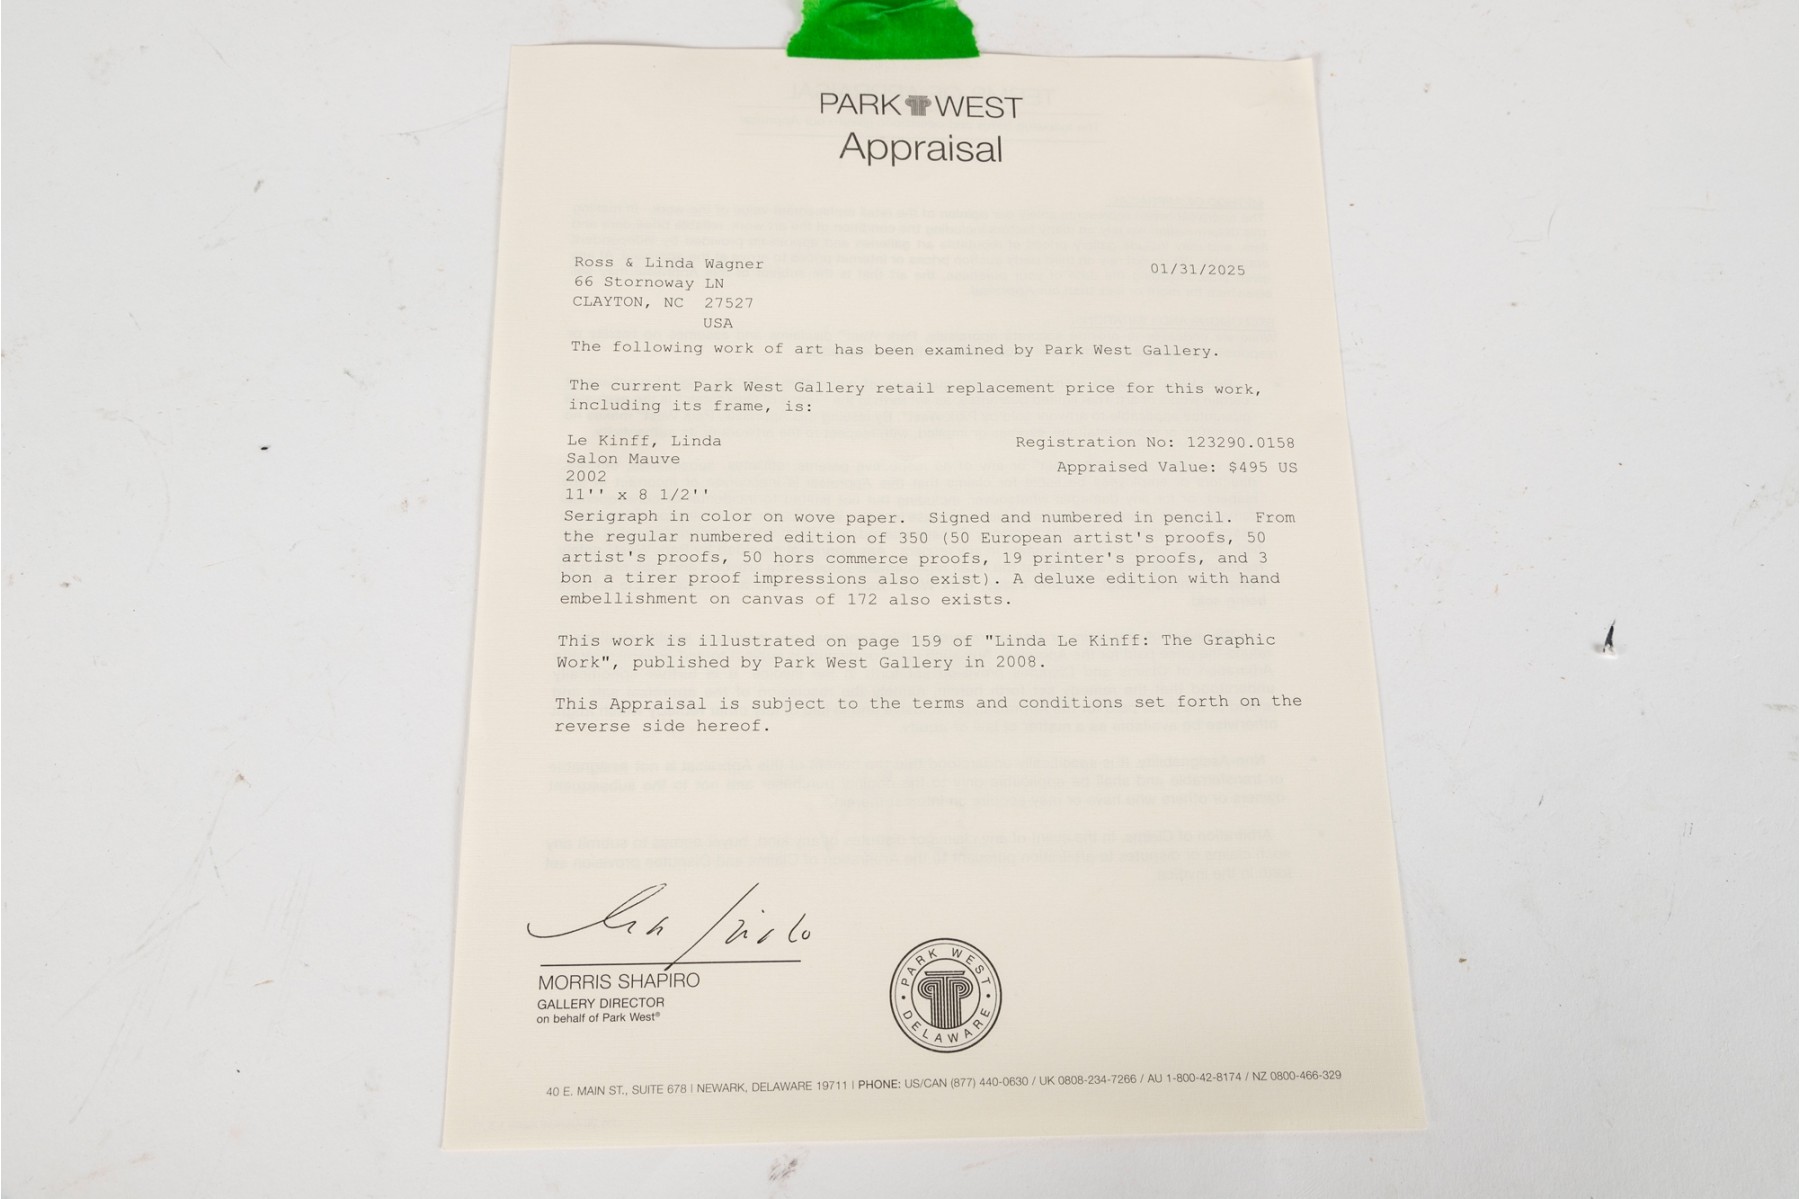 PARK WEST
Appraisal
Ross & Linda Wagner
01/31/2025
66 Stornoway LN
CLAYTON, NC 27527
USA
The following work of art has been examined by Park West Gallery.
The current Park West Gallery retail replacement price for this work,
including its frame, is:
Le Kinff, Linda
Registration No: 123290.0158
Salon Mauve
Appraised Value: $495 US
2002
11'' x 8 1/2''
Serigraph in color on wove paper. Signed and numbered in pencil. From
the regular numbered edition of 350 (50 European artist's proofs, 50
artist's proofs, 50 hors commerce proofs, 19 printer's proofs, and 3
bon a tirer proof impressions also exist). A deluxe edition with hand
embellishment on canvas of 172 also exists.
This work is illustrated on page 159 of "Linda Le Kinff: The Graphic
Work", published by Park West Gallery in 2008.
This Appraisal is subject to the terms and conditions set forth on the
reverse side hereof.
MORRIS SHAPIRO
GALLERY DIRECTOR
on behalf of Park West®
PARK WEST
• DELAWARE •
40 E. MAIN ST., SUITE 678 | NEWARK, DELAWARE 19711 | PHONE: US/CAN (877) 440-0630 / UK 0808-234-7266 / AU 1-800-42-8174 / NZ 0800-466-329